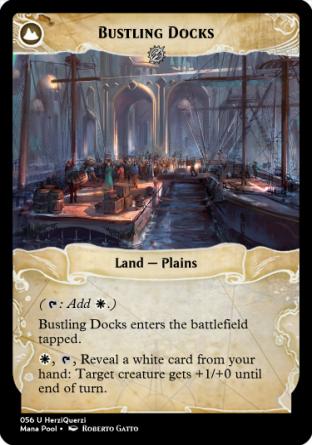 Bustling Docks
Land — Plains
( : Add .)
Bustling Docks enters the battlefield
tapped.
, , Reveal a white card from your
hand: Target creature gets +1/+0 until
end of turn.
056 U HerziQuerzi
Mana Pool • Roberto Gatto